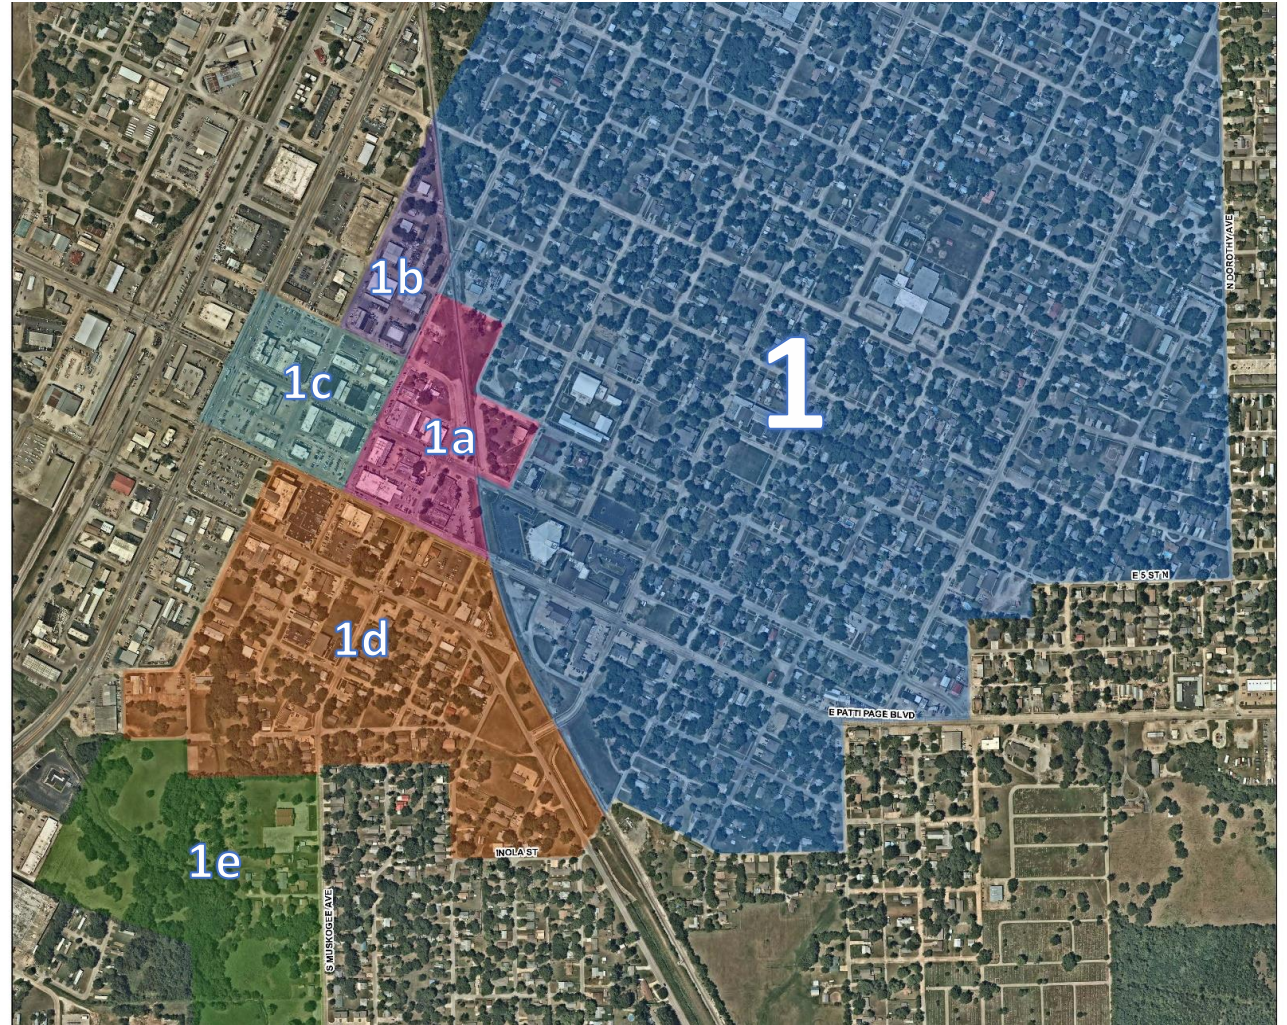 N DOROTHY AVE
1b
1
1c
1a
E 5 ST N
1d
E PATTI PAGE BLVD
INOLA ST
1e
S MUSKOGEE AVE